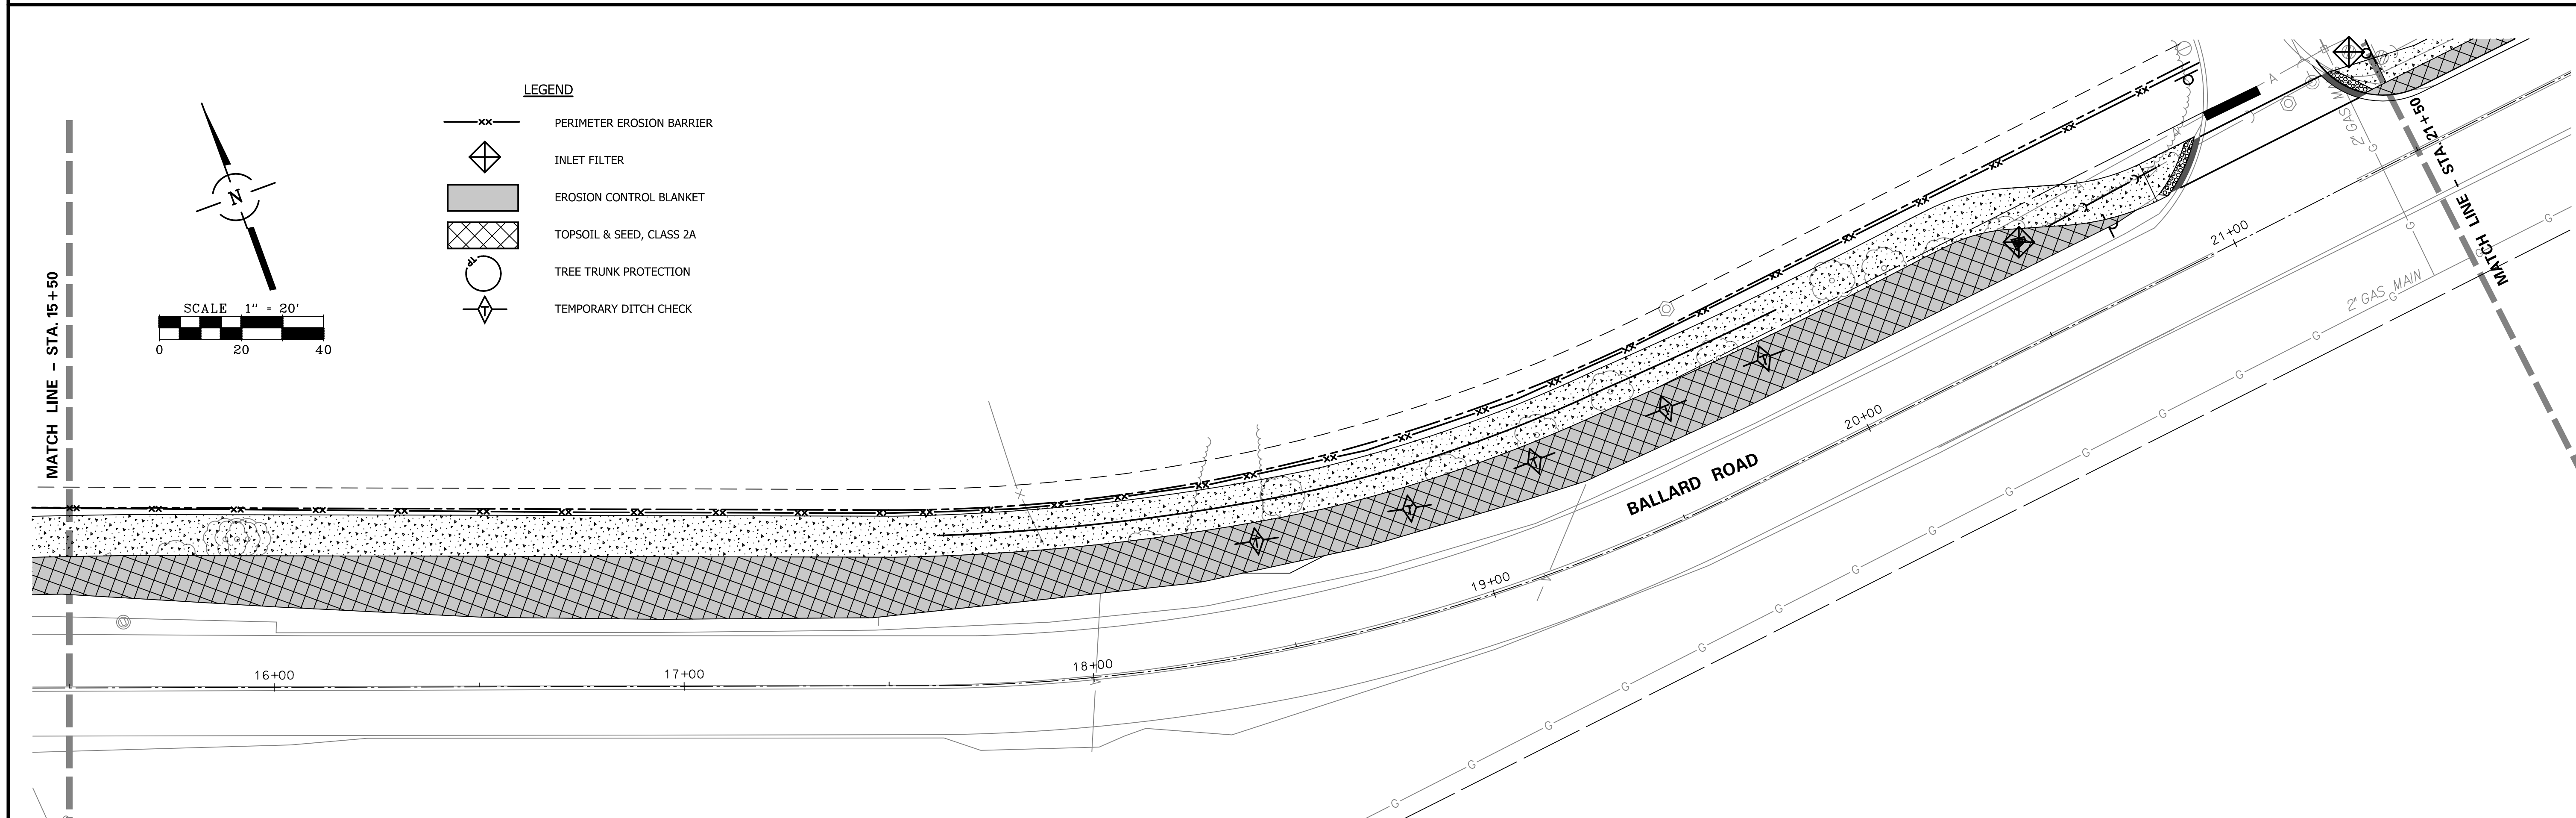 LEGEND
PERIMETER EROSION BARRIER
INLET FILTER
EROSION CONTROL BLANKET
TOPSOIL & SEED, CLASS 2A
TP
TREE TRUNK PROTECTION
T
TEMPORARY DITCH CHECK
N
SCALE 1" = 20'
0 20 40
MATCH LINE – STA. 15+50
MATCH LINE – STA. 21+50
16+00
17+00
18+00
19+00
20+00
21+00
BALLARD ROAD
2" GAS MAIN